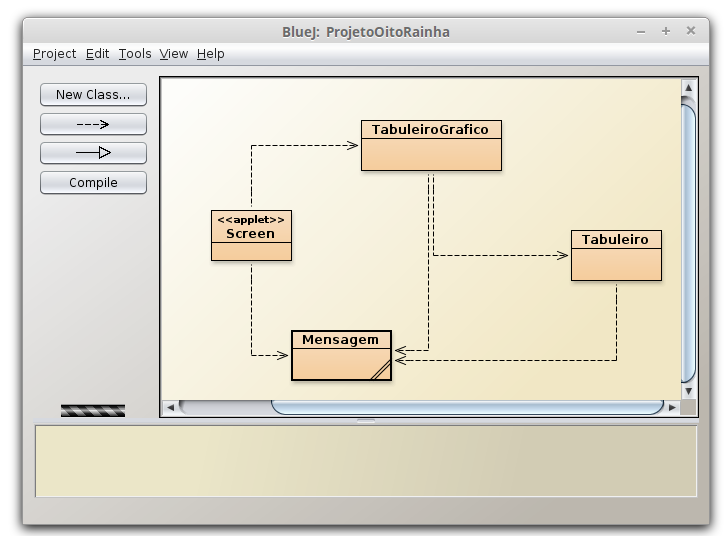 BlueJ: ProjetoOitoRainha
Project Edit Tools View Help
New Class...
Compile
TabuleiroGrafico
<<applet>>
Screen
Tabuleiro
Mensagem